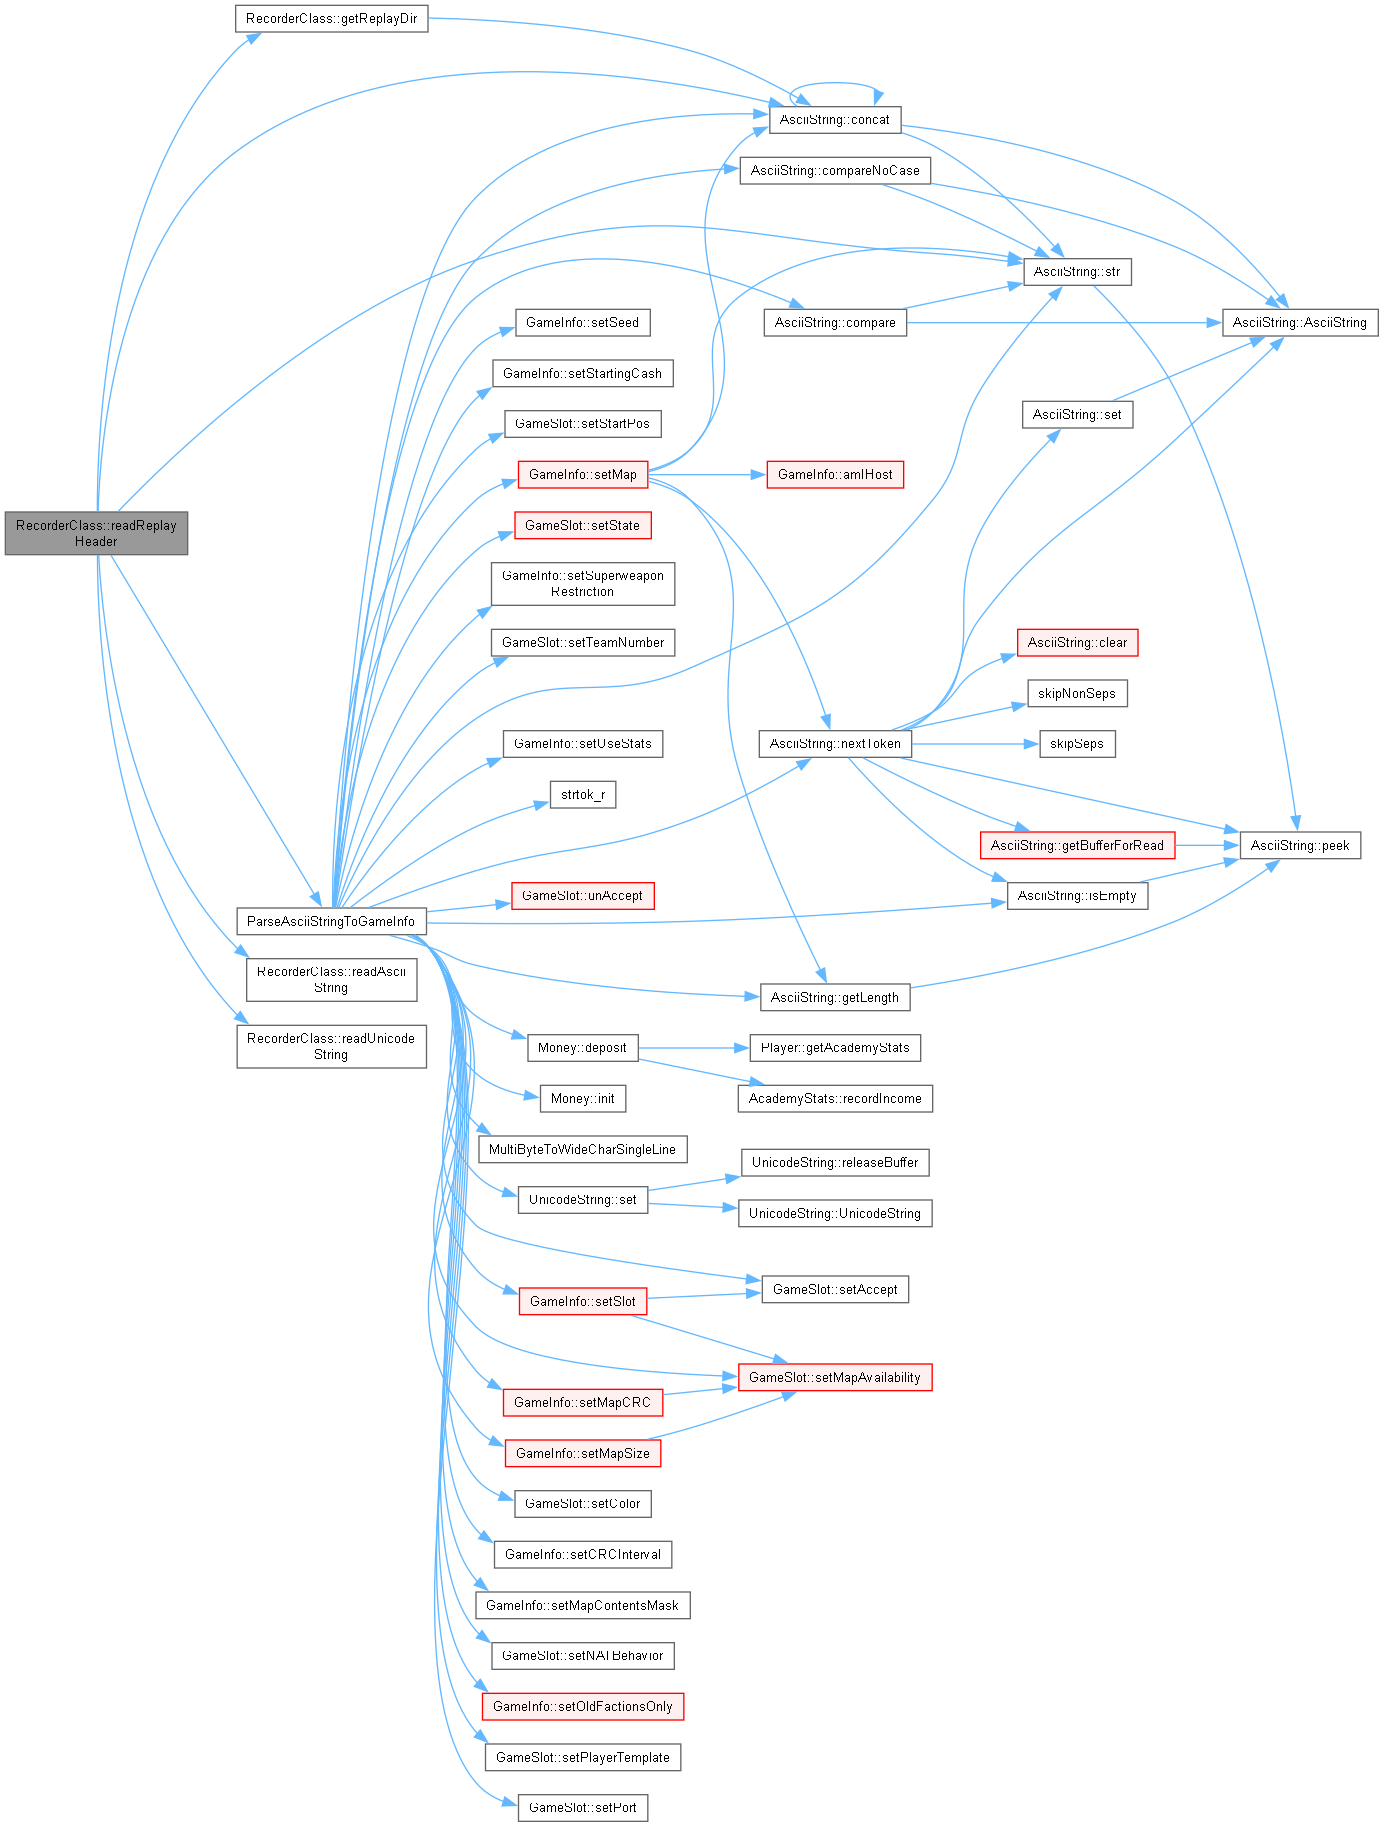 RecorderClass::getReplayDir
AsciiString::concat
AsciiString::compareNoCase
AsciiString::str
GameInfo::setSeed
AsciiString::compare
AsciiString::AsciiString
GameInfo::setStartingCash
AsciiString::set
GameSlot::setStartPos
GameInfo::setMap
GameInfo::amIHost
RecorderClass::readReplay
Header
GameSlot::setState
GameInfo::setSuperweapon
Restriction
GameSlot::setTeamNumber
AsciiString::clear
skipNonSeps
GameInfo::setUseStats
AsciiString::nextToken
skipSeps
strtok_r
AsciiString::getBufferForRead
AsciiString::peek
GameSlot::unAccept
AsciiString::isEmpty
ParseAsciiStringToGameInfo
RecorderClass::readAscii
String
AsciiString::getLength
RecorderClass::readUnicode
String
Money::deposit
Player::getAcademyStats
Money::init
AcademyStats::recordIncome
MultiByteToWideCharSingleLine
UnicodeString::releaseBuffer
UnicodeString::set
UnicodeString::UnicodeString
GameSlot::setAccept
GameInfo::setSlot
GameSlot::setMapAvailability
GameInfo::setMapCRC
GameInfo::setMapSize
GameSlot::setColor
GameInfo::setCRCInterval
GameInfo::setMapContentsMask
GameSlot::setNATBehavior
GameInfo::setOldFactionsOnly
GameSlot::setPlayerTemplate
GameSlot::setPort